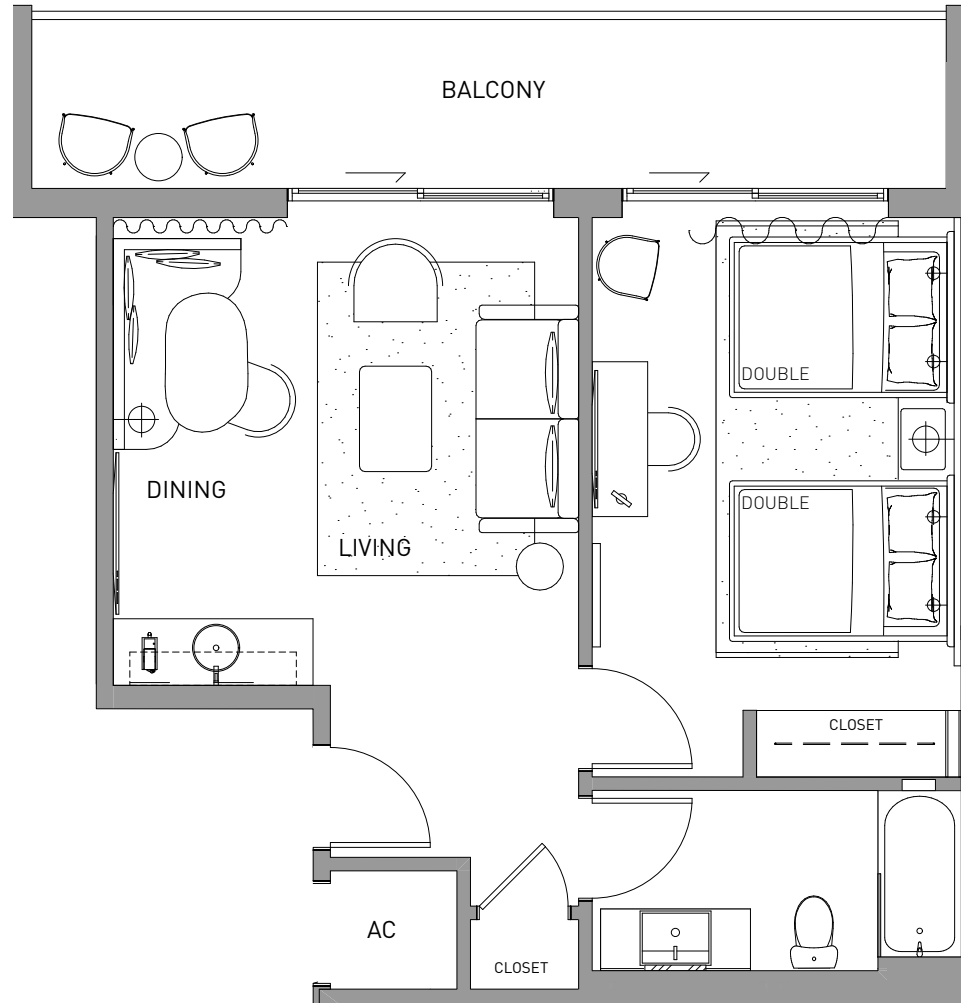 BALCONY
DOUBLE
DINING
DOUBLE
LIVING
CLOSET
AC
CLOSET